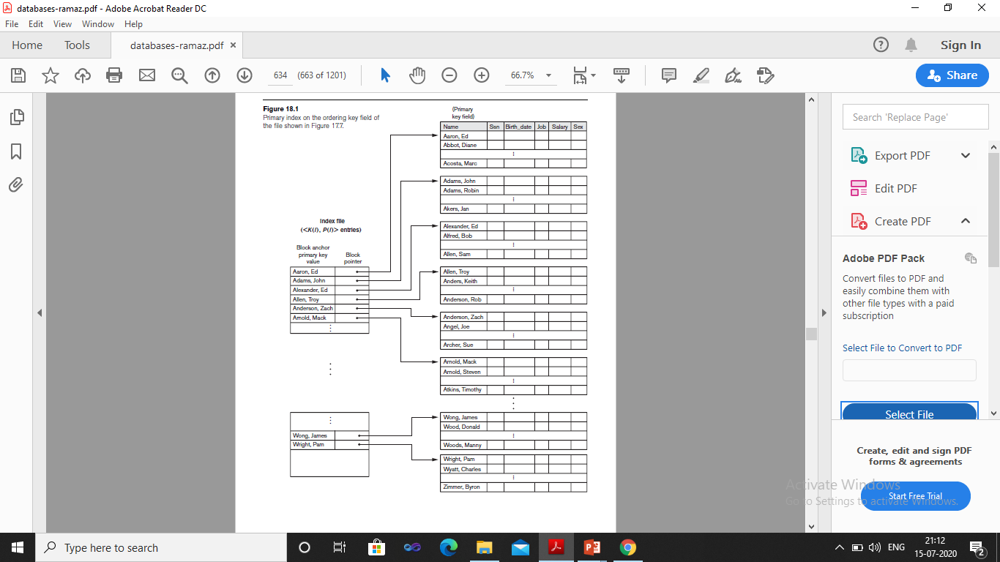 databases-ramaz.pdf - Adobe Acrobat Reader DC
File Edit View Window Help
Home Tools databases-ramaz.pdf × Sign In
634 (663 of 1201) 66.7% Share
Figure 18.1
Primary index on the ordering key field of
the file shown in Figure 17.7.
(Primary
key field)
Name Ssn Birth_date Job Salary Sex
Aaron, Ed
Abbot, Diane
⋮
Acosta, Marc
Adams, John
Adams, Robin
⋮
Akers, Jan
Alexander, Ed
Alfred, Bob
⋮
Allen, Sam
Allen, Troy
Anders, Keith
⋮
Anderson, Rob
Anderson, Zach
Angel, Joe
⋮
Archer, Sue
Arnold, Mack
Arnold, Steven
⋮
Atkins, Timothy
⋮
Wong, James
Wood, Donald
⋮
Woods, Manny
Wright, Pam
Wyatt, Charles
⋮
Zimmer, Byron
Index file
(<K(i), P(i)> entries)
Block anchor
primary key
value
Block
pointer
Aaron, Ed
Adams, John
Alexander, Ed
Allen, Troy
Anderson, Zach
Arnold, Mack
⋮
⋮
⋮
Wong, James
Wright, Pam
Search 'Replace Page'
Export PDF
Edit PDF
Create PDF
Adobe PDF Pack
Convert files to PDF and
easily combine them with
other file types with a paid
subscription
Select File to Convert to PDF
Select File
Create, edit and sign PDF
forms & agreements
Start Free Trial
Activate Windows
Go to Settings to activate Windows.
Type here to search
ENG
21:12
15-07-2020
2